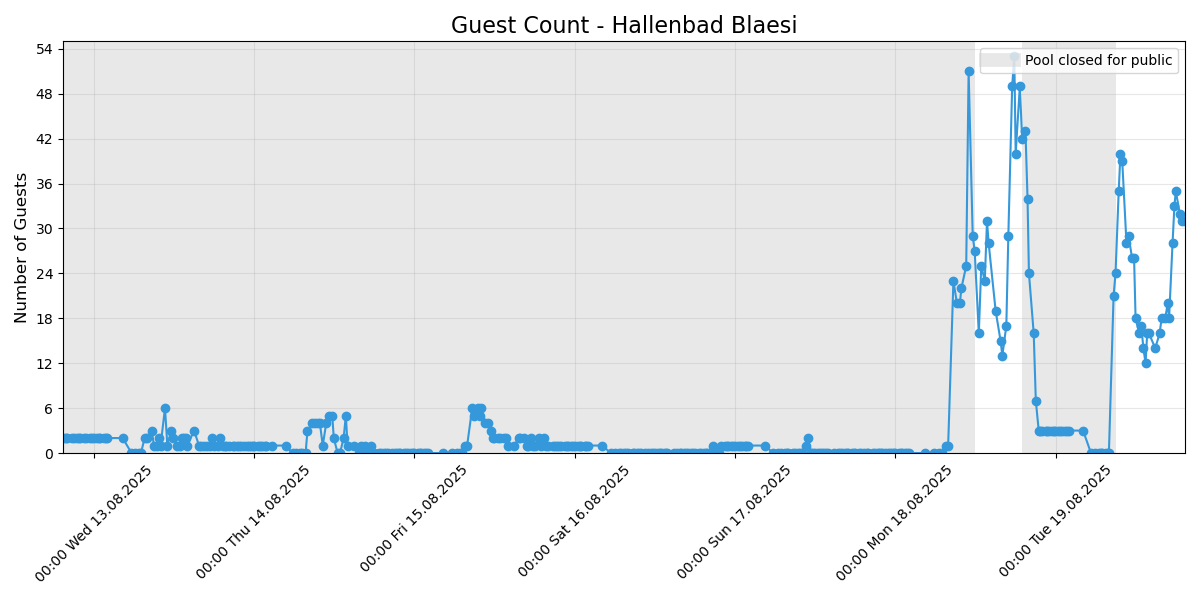 Guest Count - Hallenbad Blaesi
Pool closed for public
Number of Guests
54
48
42
36
30
24
18
12
6
0
00:00 Wed 13.08.2025
00:00 Thu 14.08.2025
00:00 Fri 15.08.2025
00:00 Sat 16.08.2025
00:00 Sun 17.08.2025
00:00 Mon 18.08.2025
00:00 Tue 19.08.2025